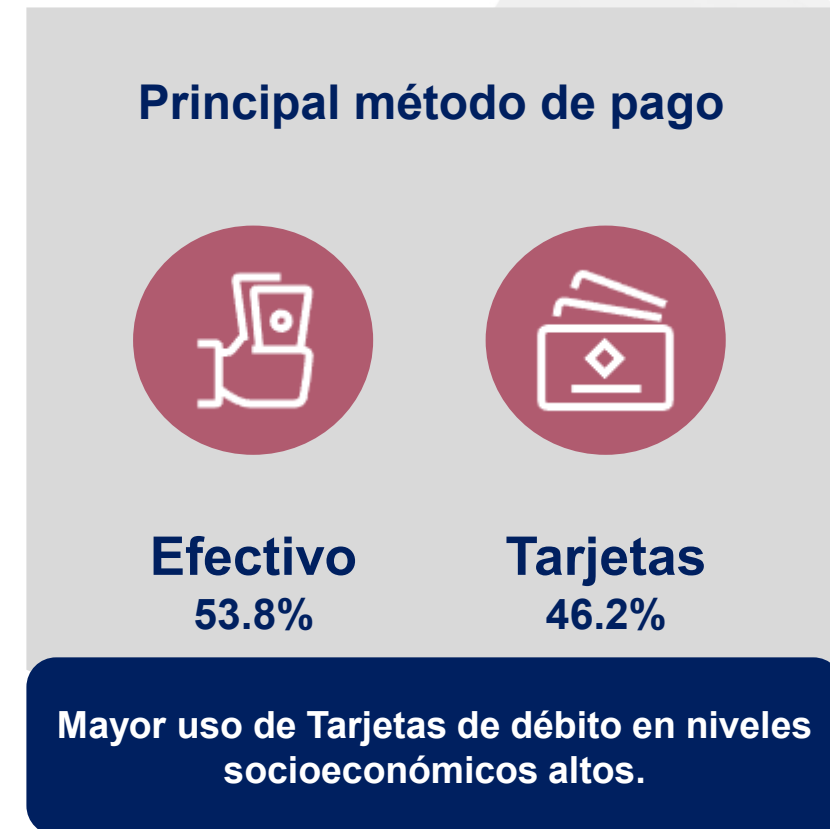 Principal método de pago
Efectivo
53.8%
Tarjetas
46.2%
Mayor uso de Tarjetas de débito en niveles
socioeconómicos altos.